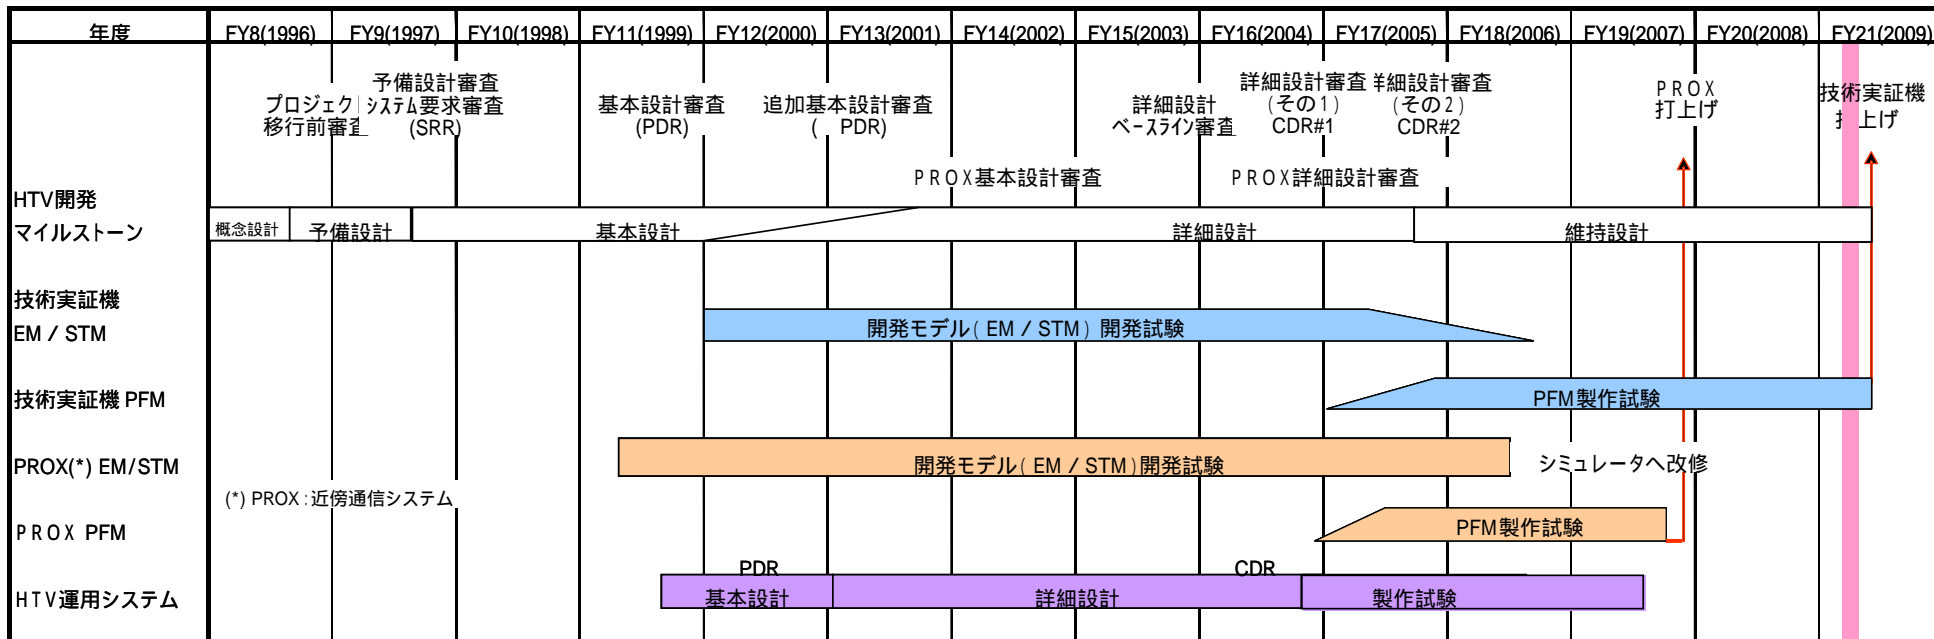 年度 FY8(1996) FY9(1997) FY10(1998) FY11(1999) FY12(2000) FY13(2001) FY14(2002) FY15(2003) FY16(2004) FY17(2005) FY18(2006) FY19(2007) FY20(2008) FY21(2009)
プロジェクト
移行前審査
予備設計審査
システム要求審査
(SRR)
基本設計審査
(PDR)
追加基本設計審査
( PDR)
詳細設計
ベースライン審査
詳細設計審査
(その1)
CDR#1
詳細設計審査
(その2)
CDR#2
PROX
打上げ
技術実証機
打上げ
PROX基本設計審査
PROX詳細設計審査
HTV開発
マイルストーン
概念設計 予備設計 基本設計 詳細設計 維持設計
技術実証機
EM / STM
開発モデル( EM / STM) 開発試験
技術実証機 PFM
PFM製作試験
PROX(*) EM/STM
開発モデル( EM / STM)開発試験
シミュレータへ改修
(*) PROX:近傍通信システム
PROX PFM
PFM製作試験
PDR CDR
HTV運用システム
基本設計 詳細設計 製作試験